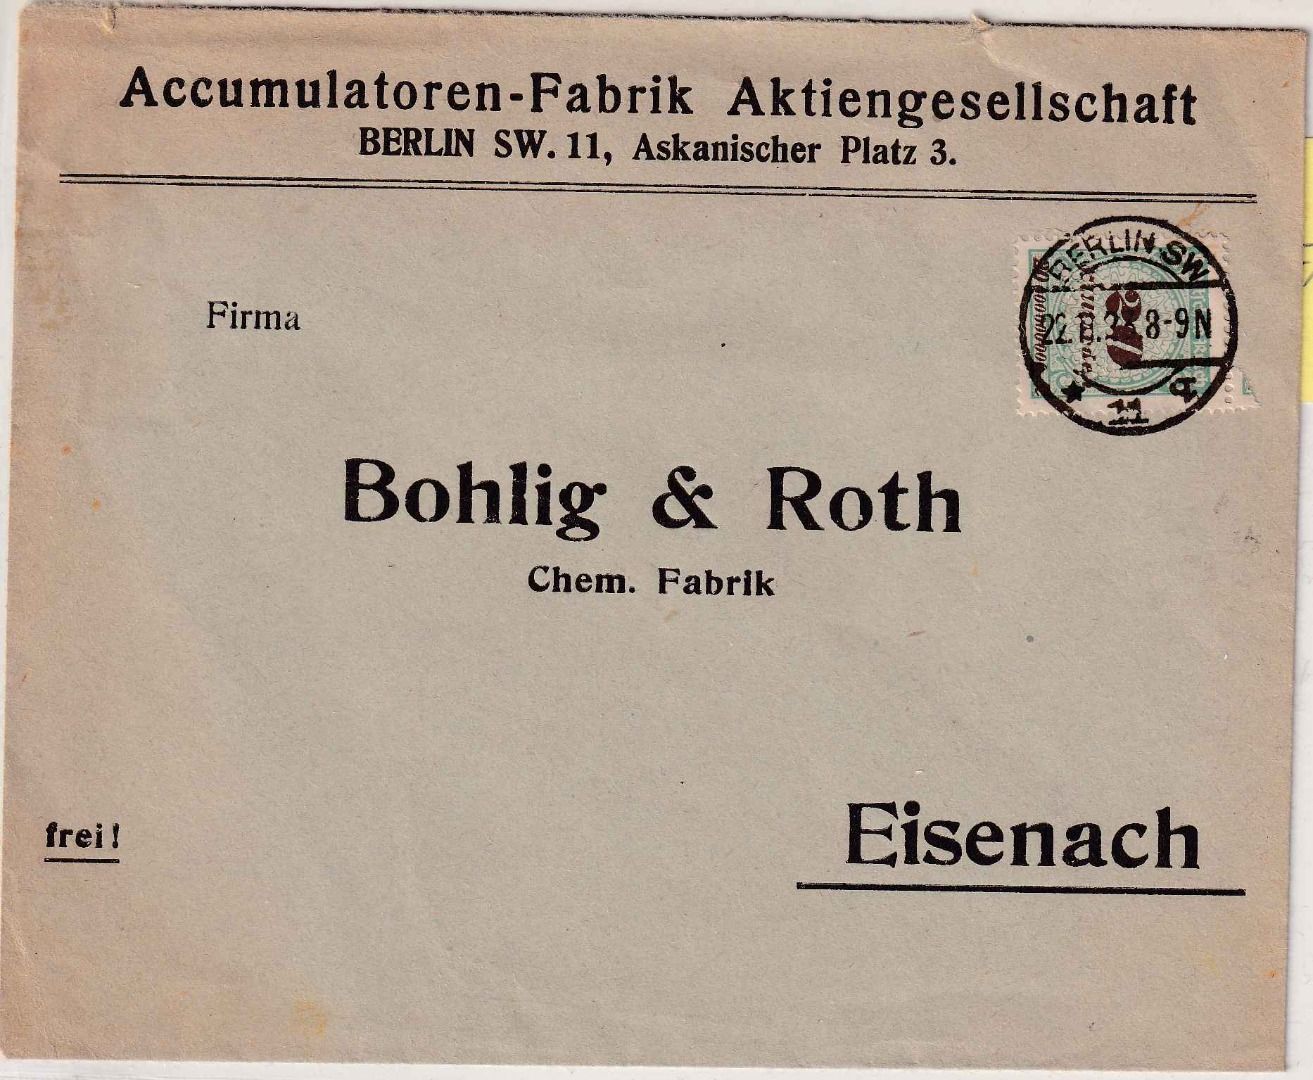 Accumulatoren-Fabrik Aktiengesellschaft
BERLIN SW. 11, Askanischer Platz 3.
BERLIN SW
8-9N
* 11 q
20
Firma
Bohlig & Roth
Chem. Fabrik
frei!
Eisenach